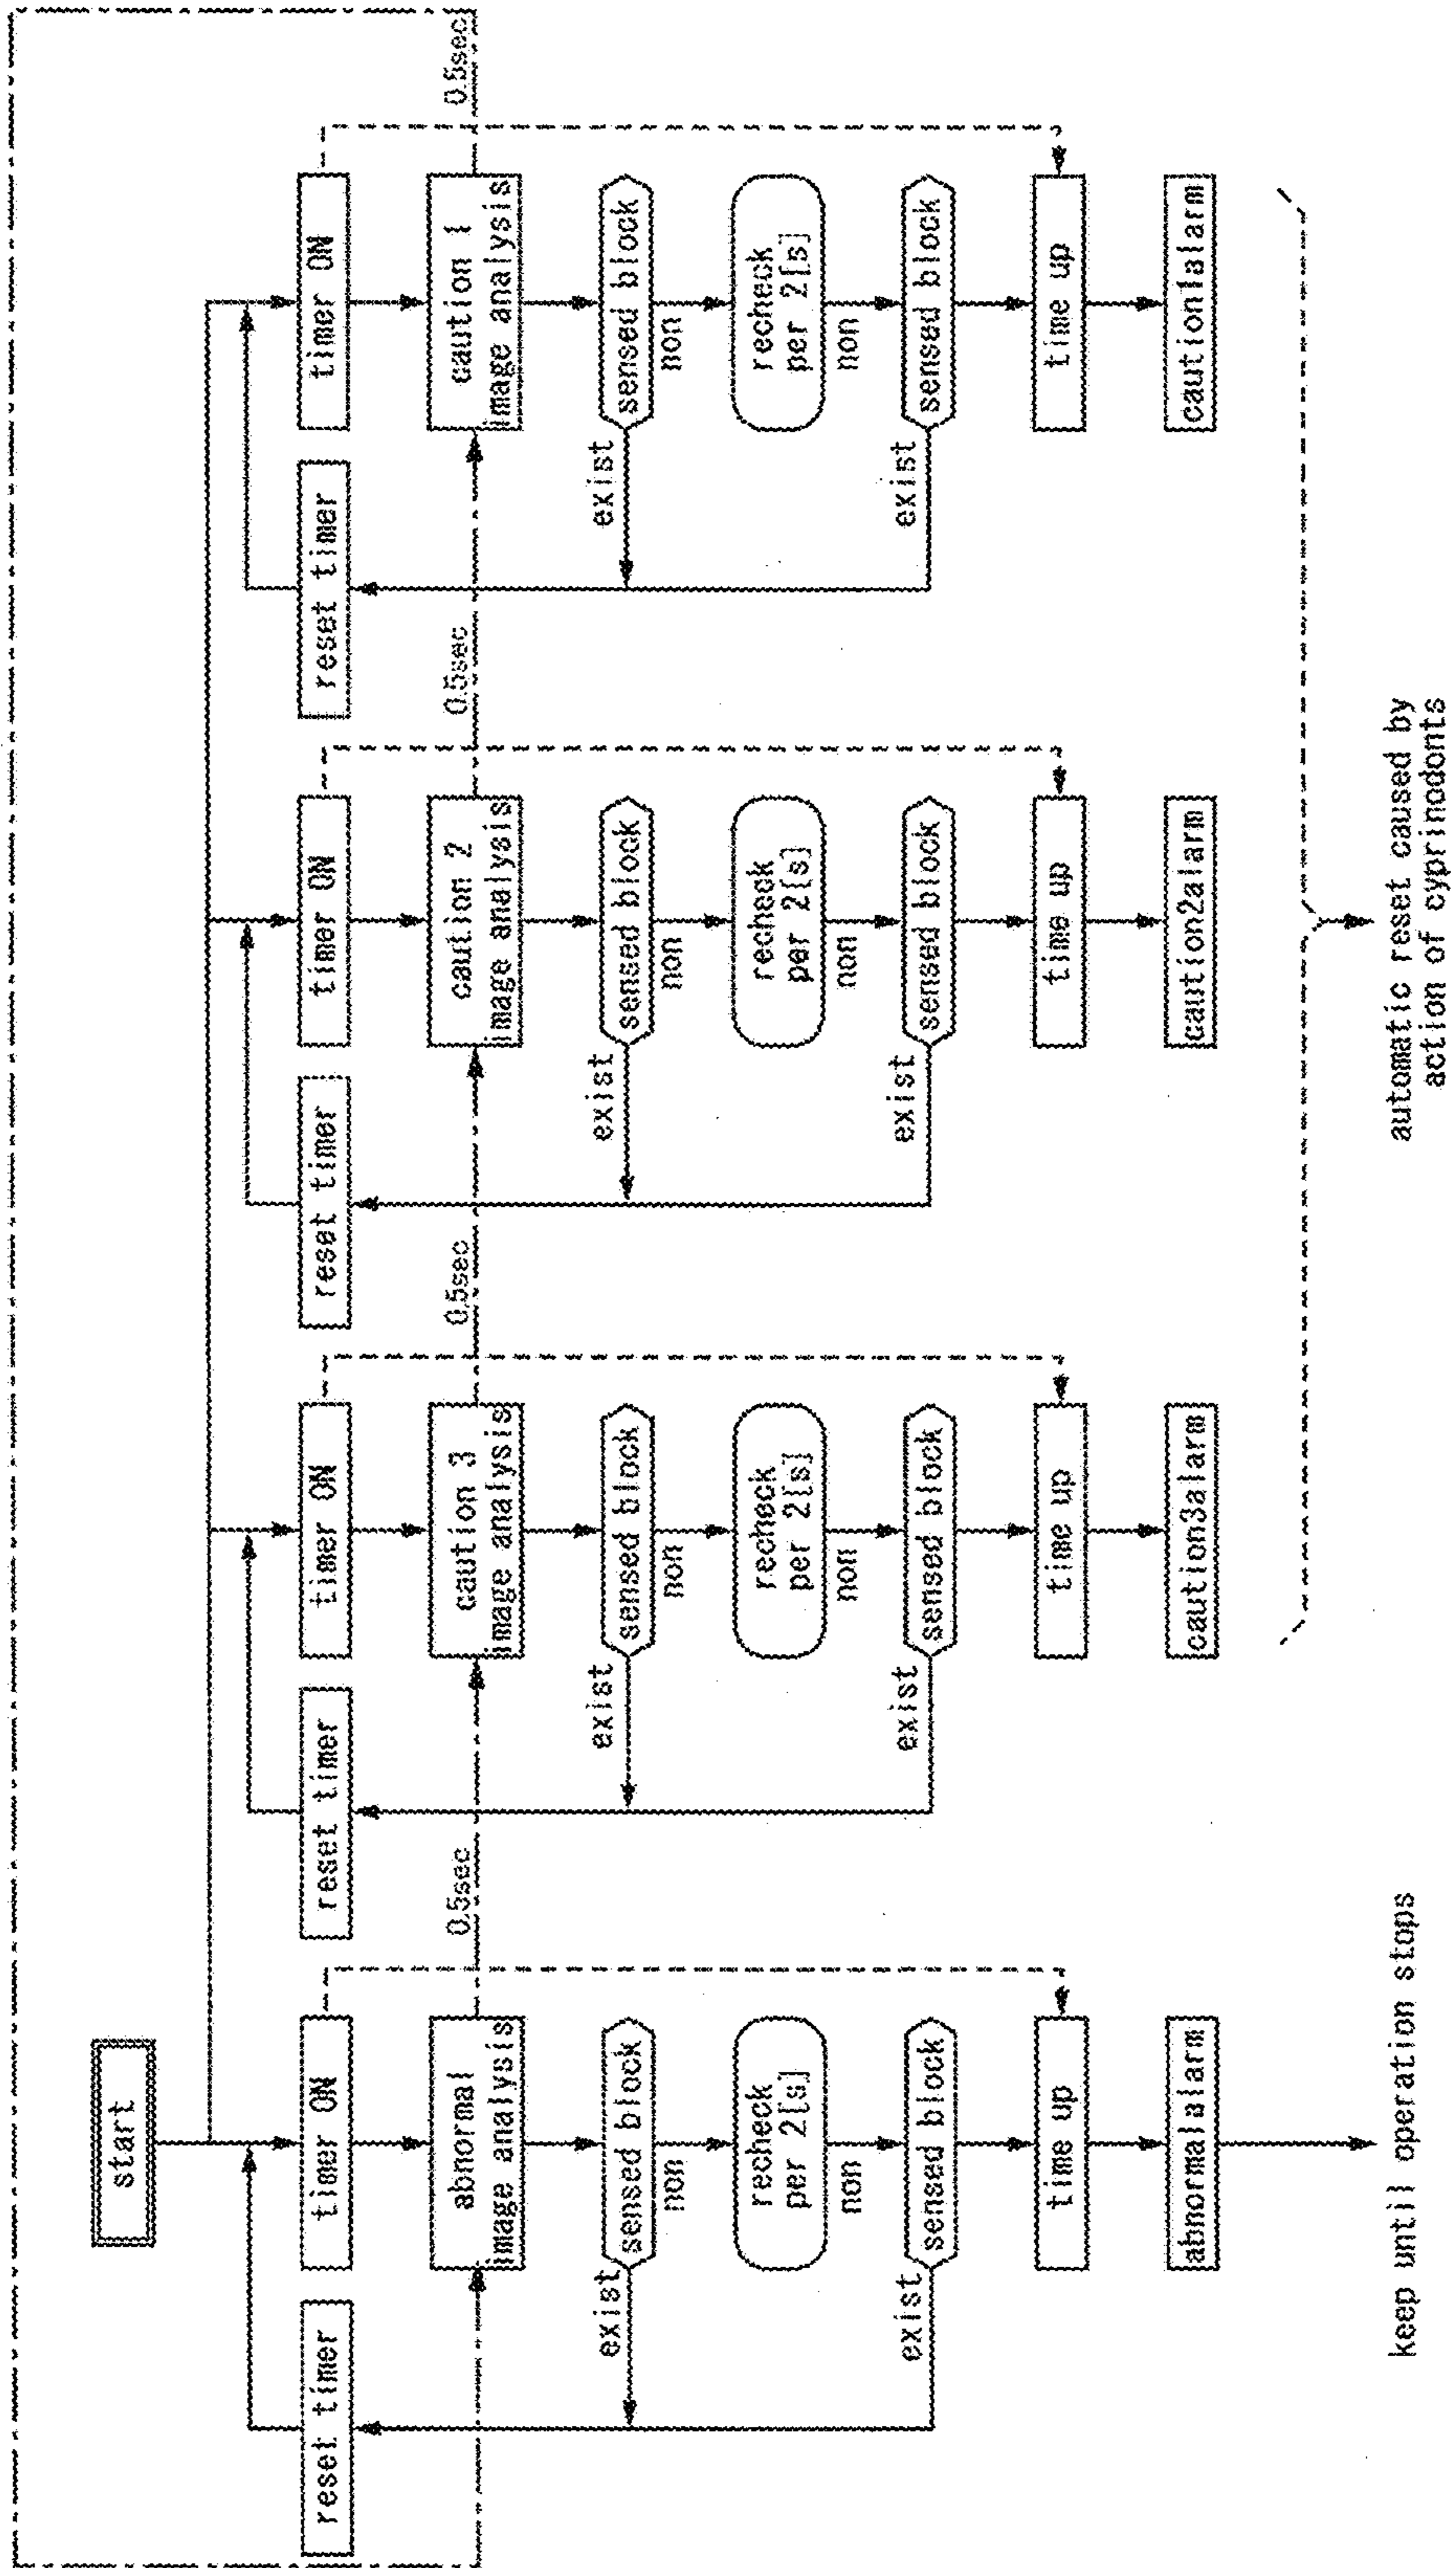 start
reset timer
timer ON
abnormal
image analysis
exist
sensed block
non
recheck
per 2[s]
non
exist
sensed block
time up
abnormalalarm
keep until operation stops
0.5sec
reset timer
timer ON
caution 3
image analysis
exist
sensed block
non
recheck
per 2[s]
non
exist
sensed block
time up
caution3alarm
0.5sec
reset timer
timer ON
caution 2
image analysis
exist
sensed block
non
recheck
per 2[s]
non
exist
sensed block
time up
caution2alarm
0.5sec
reset timer
timer ON
caution 1
image analysis
exist
sensed block
non
recheck
per 2[s]
non
exist
sensed block
time up
caution1alarm
0.5sec
automatic reset caused by
action of cyprinodonts